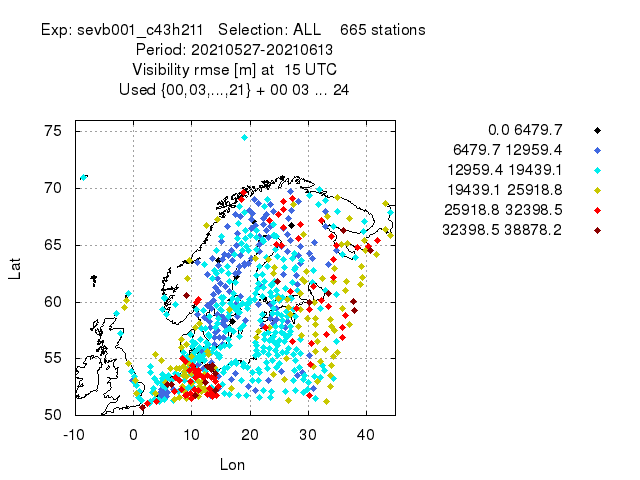 Exp: sevb001_c43h211 Selection: ALL 665 stations
Period: 20210527-20210613
Visibility rmse [m] at 15 UTC
Used {00,03,...,21} + 00 03 ... 24
0.0 6479.7
6479.7 12959.4
12959.4 19439.1
19439.1 25918.8
25918.8 32398.5
32398.5 38878.2
75
70
65
60
55
50
Lat
-10 0 10 20 30 40
Lon